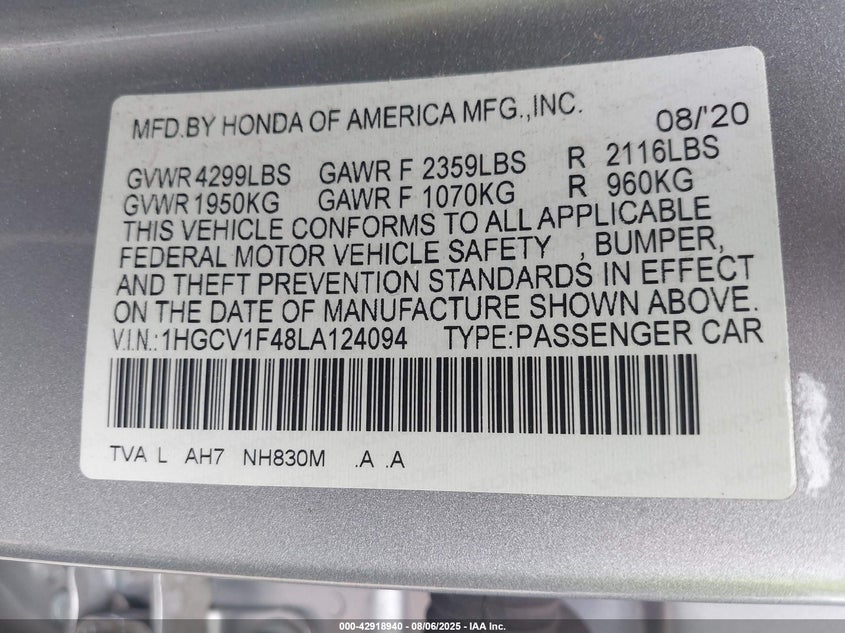 MFD.BY HONDA OF AMERICA MFG.,INC. 08/'20
GVWR 4299LBS GAWR F 2359LBS R 2116LBS
GVWR 1950KG GAWR F 1070KG R 960KG
THIS VEHICLE CONFORMS TO ALL APPLICABLE
FEDERAL MOTOR VEHICLE SAFETY , BUMPER,
AND THEFT PREVENTION STANDARDS IN EFFECT
ON THE DATE OF MANUFACTURE SHOWN ABOVE.
V.I.N.:1HGCV1F48LA124094 TYPE:PASSENGER CAR
TVA L AH7 NH830M .A .A
000-42918940 - 08/06/2025 - IAA Inc.